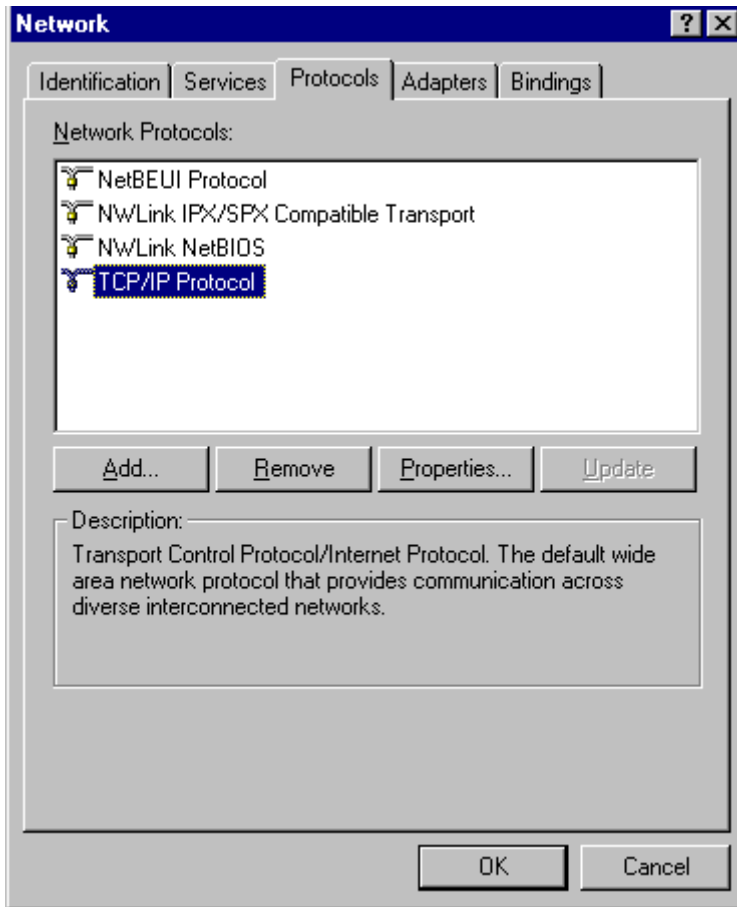 Network
Identification Services Protocols Adapters Bindings
Network Protocols:
NetBEUI Protocol
NWLink IPX/SPX Compatible Transport
NWLink NetBIOS
TCP/IP Protocol
Add... Remove Properties... Update
Description:
Transport Control Protocol/Internet Protocol. The default wide
area network protocol that provides communication across
diverse interconnected networks.
OK Cancel